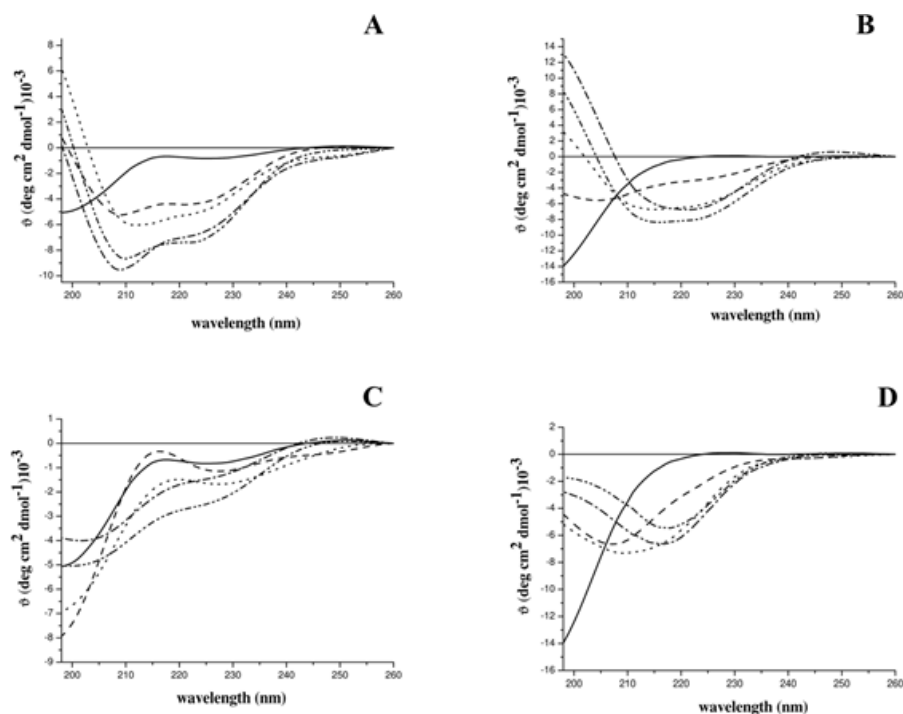 A
8
6
4
2
0
-2
-4
-6
-8
-10
ϑ (deg cm² dmol⁻¹)10⁻³
200 210 220 230 240 250 260
wavelength (nm)
B
14
12
10
8
6
4
2
0
-2
-4
-6
-8
-10
-12
-14
-16
ϑ (deg cm² dmol⁻¹)10⁻³
200 210 220 230 240 250 260
wavelength (nm)
C
1
0
-1
-2
-3
-4
-5
-6
-7
-8
-9
ϑ (deg cm² dmol⁻¹)10⁻³
200 210 220 230 240 250 260
wavelength (nm)
D
2
0
-2
-4
-6
-8
-10
-12
-14
-16
ϑ (deg cm² dmol⁻¹)10⁻³
200 210 220 230 240 250 260
wavelength (nm)